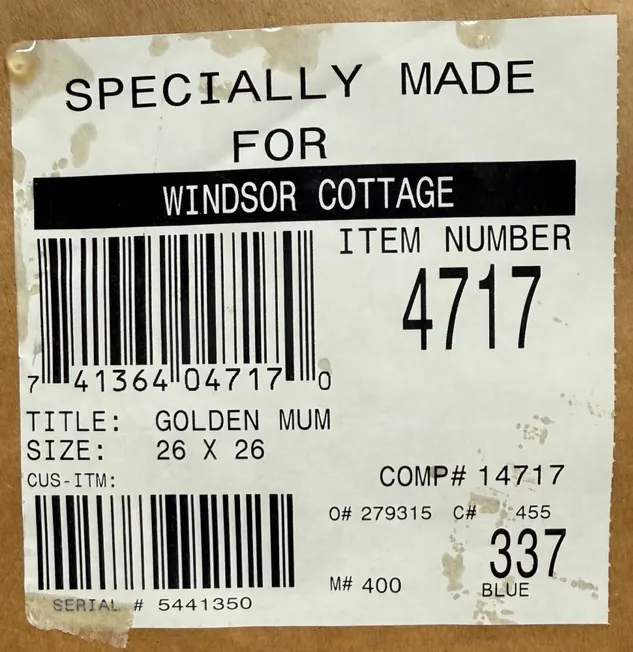 SPECIALLY MADE
FOR
WINDSOR COTTAGE
ITEM NUMBER
4717
7 41364 04717 0
TITLE: GOLDEN MUM
SIZE: 26 X 26
CUS-ITM:
COMP# 14717
O# 279315 C# 455
337
M# 400
BLUE
SERIAL # 5441350